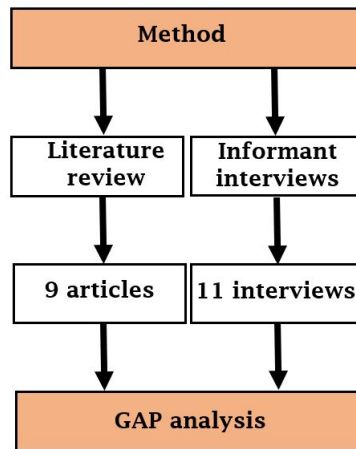 Method
Literature
review
Informant
interviews
9 articles
11 interviews
GAP analysis